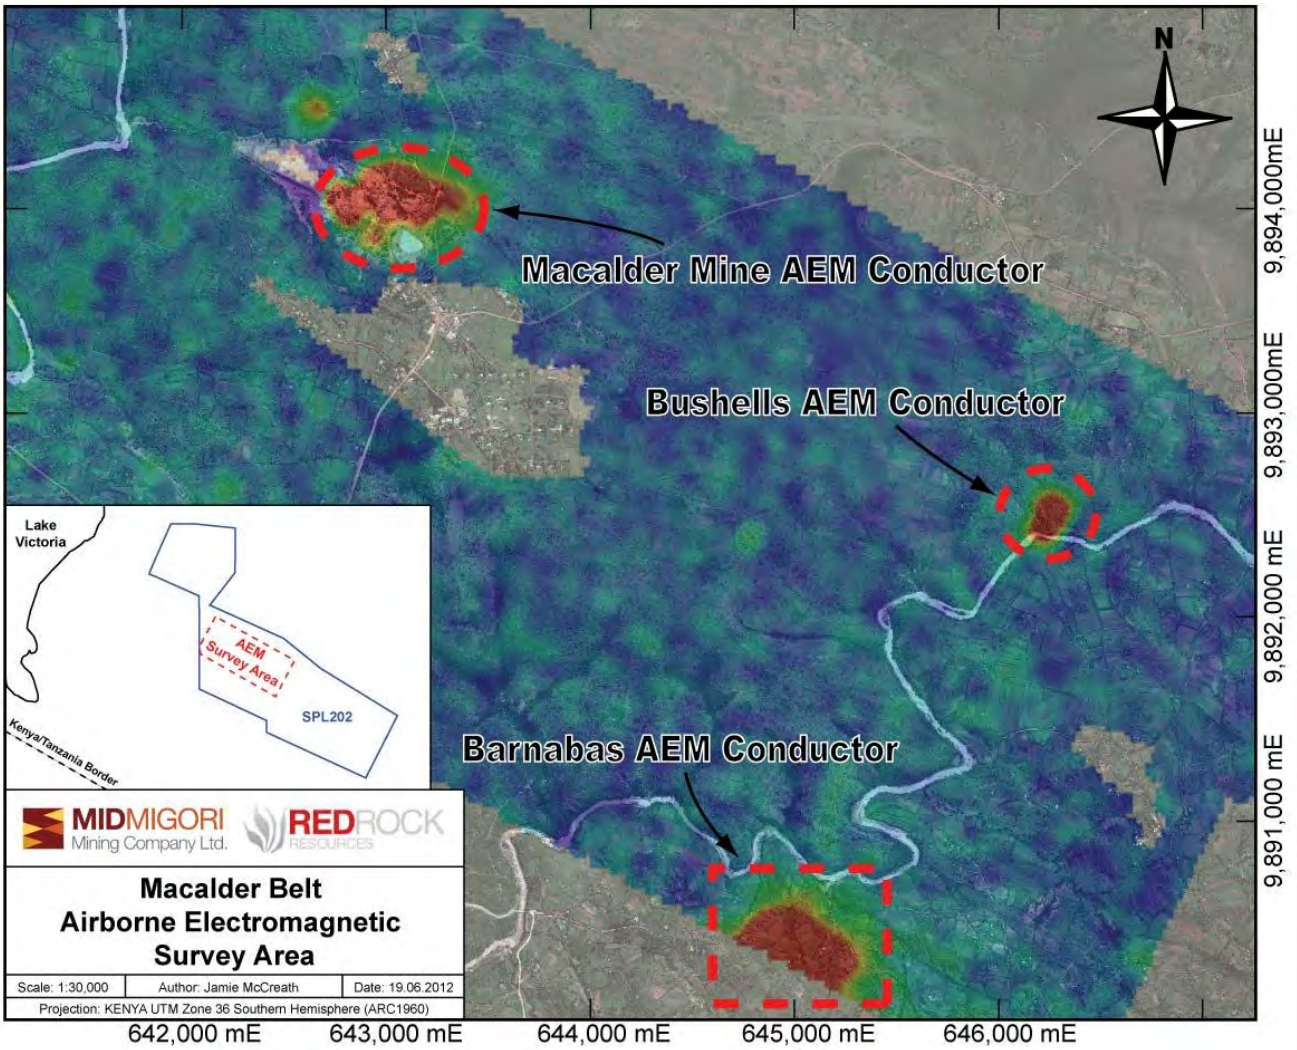 N
Macalder Mine AEM Conductor
Bushells AEM Conductor
Barnabas AEM Conductor
9,894,000mE
9,893,000mE
9,892,000 mE
9,891,000 mE
Lake
Victoria
AEM
Survey Area
SPL202
Kenya/Tanzania Border
MIDMIGORI
Mining Company Ltd.
REDROCK
RESOURCES
Macalder Belt
Airborne Electromagnetic
Survey Area
Scale: 1:30,000
Author: Jamie McCreath
Date: 19.06.2012
Projection: KENYA UTM Zone 36 Southern Hemisphere (ARC1960)
642,000 mE
643,000 mE
644,000 mE
645,000 mE
646,000 mE